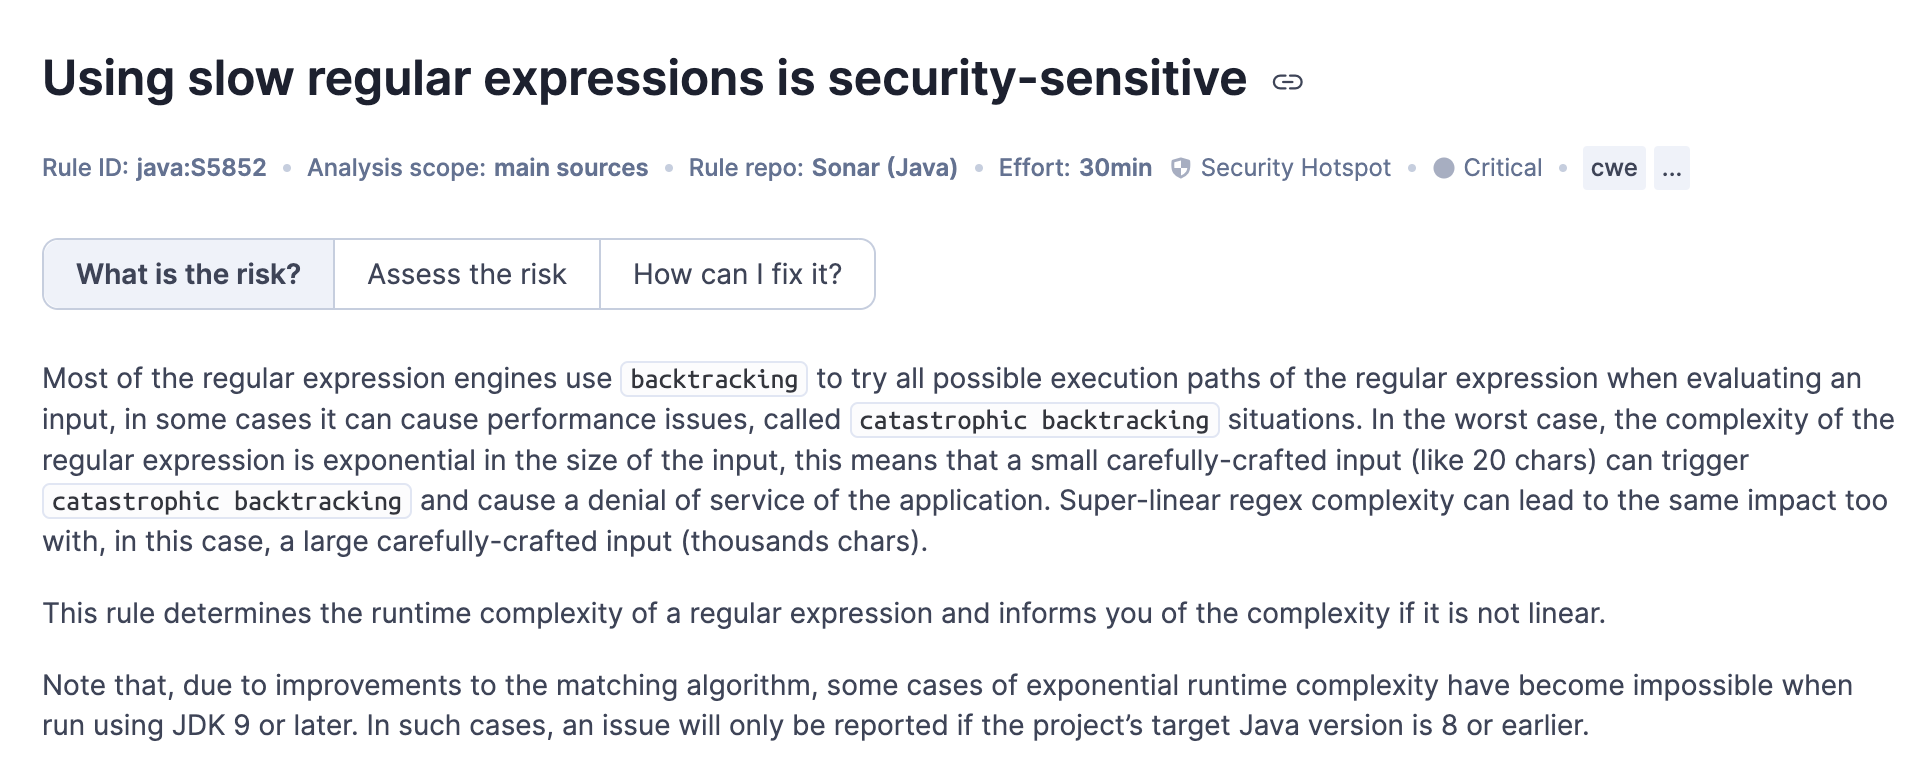 Using slow regular expressions is security-sensitive
Rule ID: java:S5852 • Analysis scope: main sources • Rule repo: Sonar (Java) • Effort: 30min Security Hotspot • Critical • cwe ...
What is the risk? Assess the risk How can I fix it?
Most of the regular expression engines use backtracking to try all possible execution paths of the regular expression when evaluating an
input, in some cases it can cause performance issues, called catastrophic backtracking situations. In the worst case, the complexity of the
regular expression is exponential in the size of the input, this means that a small carefully-crafted input (like 20 chars) can trigger
catastrophic backtracking and cause a denial of service of the application. Super-linear regex complexity can lead to the same impact too
with, in this case, a large carefully-crafted input (thousands chars).
This rule determines the runtime complexity of a regular expression and informs you of the complexity if it is not linear.
Note that, due to improvements to the matching algorithm, some cases of exponential runtime complexity have become impossible when
run using JDK 9 or later. In such cases, an issue will only be reported if the project’s target Java version is 8 or earlier.